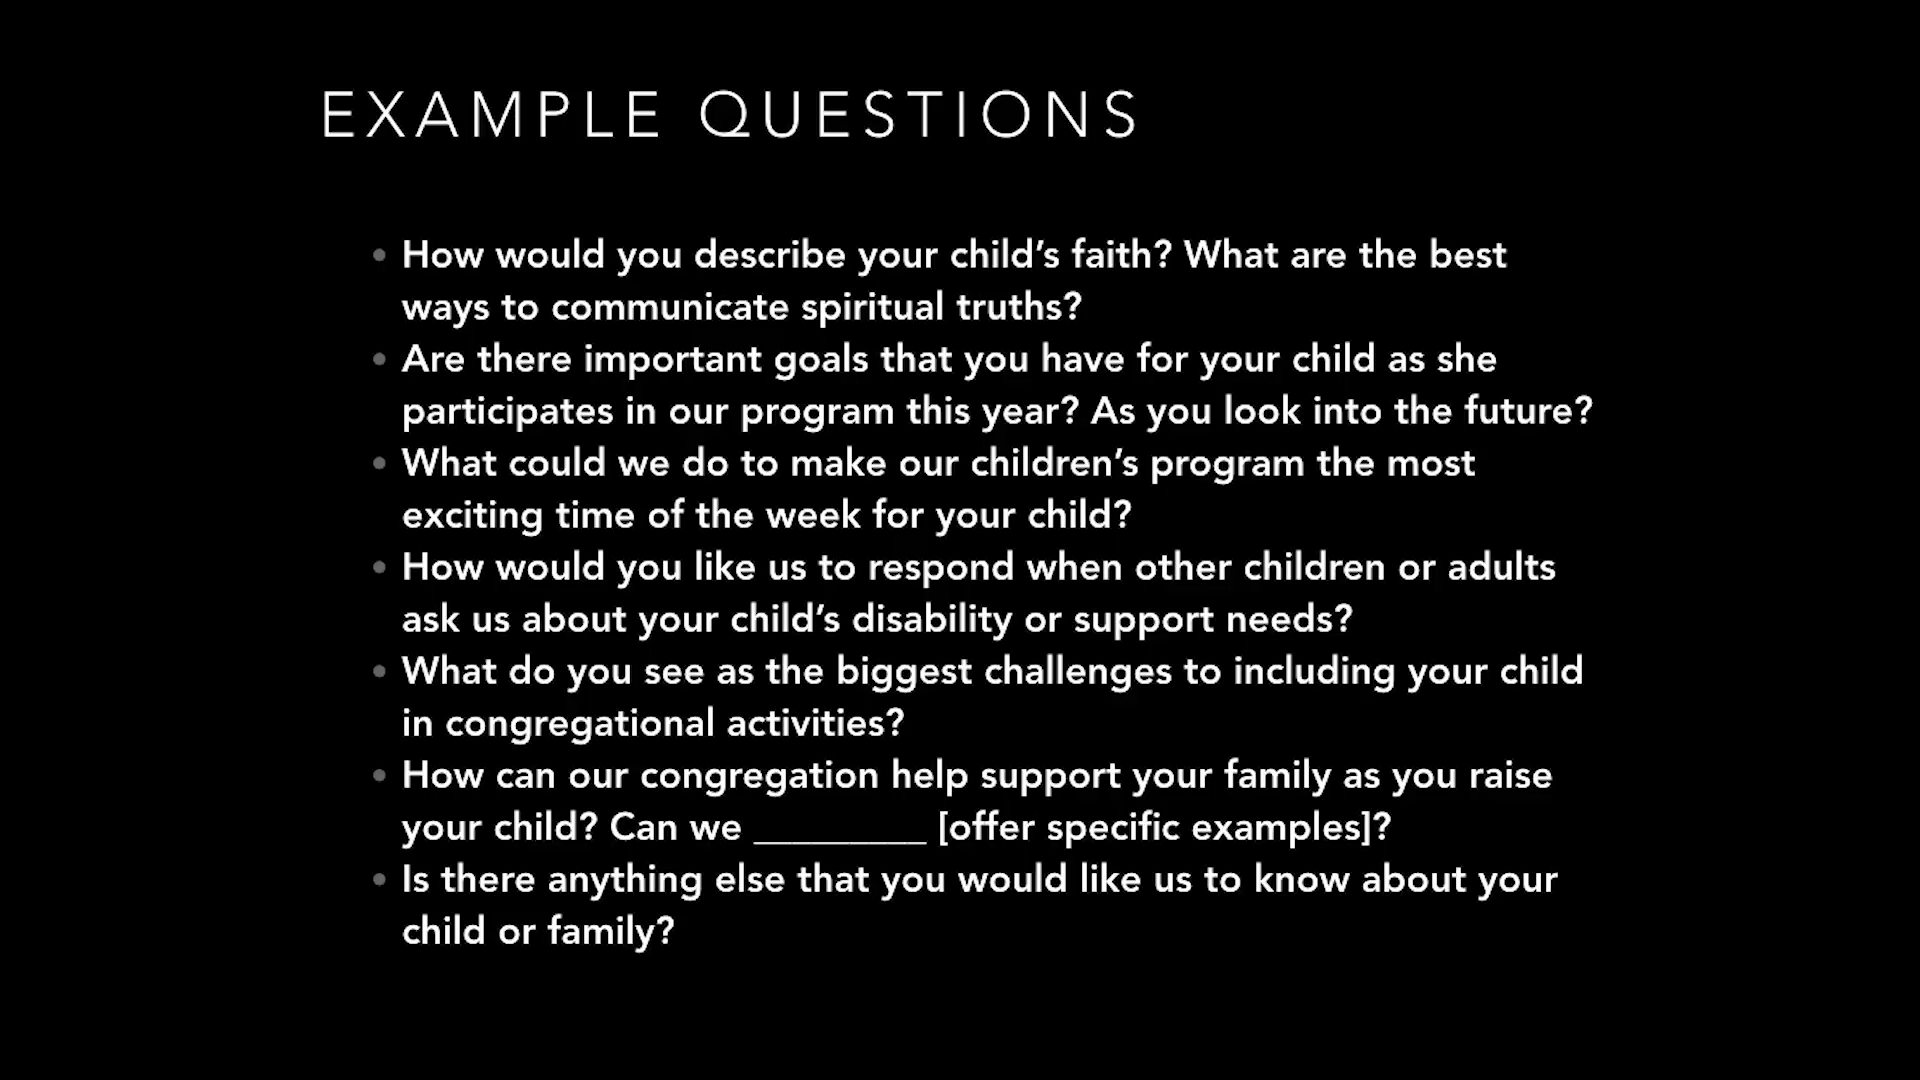 EXAMPLE QUESTIONS
• How would you describe your child’s faith? What are the best
ways to communicate spiritual truths?
• Are there important goals that you have for your child as she
participates in our program this year? As you look into the future?
• What could we do to make our children’s program the most
exciting time of the week for your child?
• How would you like us to respond when other children or adults
ask us about your child’s disability or support needs?
• What do you see as the biggest challenges to including your child
in congregational activities?
• How can our congregation help support your family as you raise
your child? Can we _________ [offer specific examples]?
• Is there anything else that you would like us to know about your
child or family?